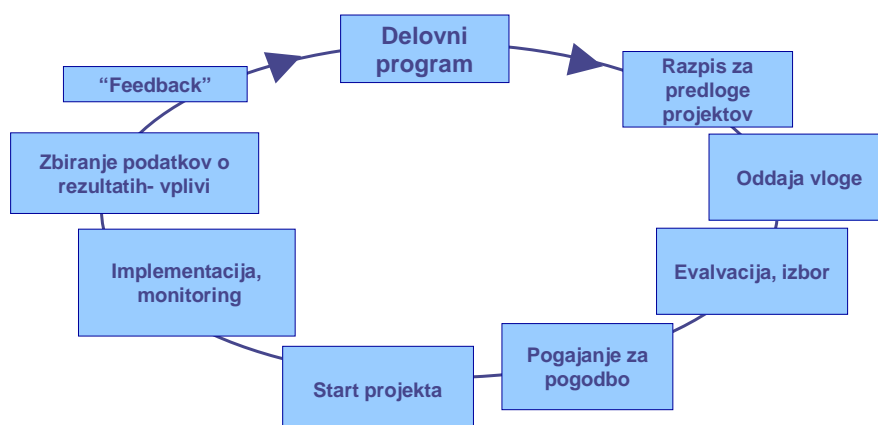 Delovni
program
Razpis za
predloge
projektov
Oddaja vloge
Evalvacija, izbor
Pogajanje za
pogodbo
Start projekta
Implementacija,
monitoring
Zbiranje podatkov o
rezultatih- vplivi
“Feedback”